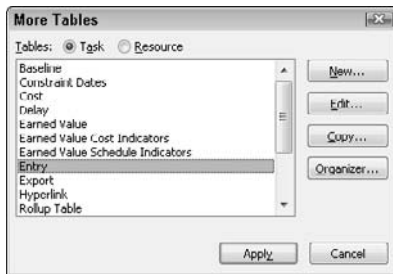 More Tables
Tables: Task Resource
Baseline
Constraint Dates
Cost
Delay
Earned Value
Earned Value Cost Indicators
Earned Value Schedule Indicators
Entry
Export
Hyperlink
Rollup Table
New...
Edit...
Copy...
Organizer...
Apply Cancel